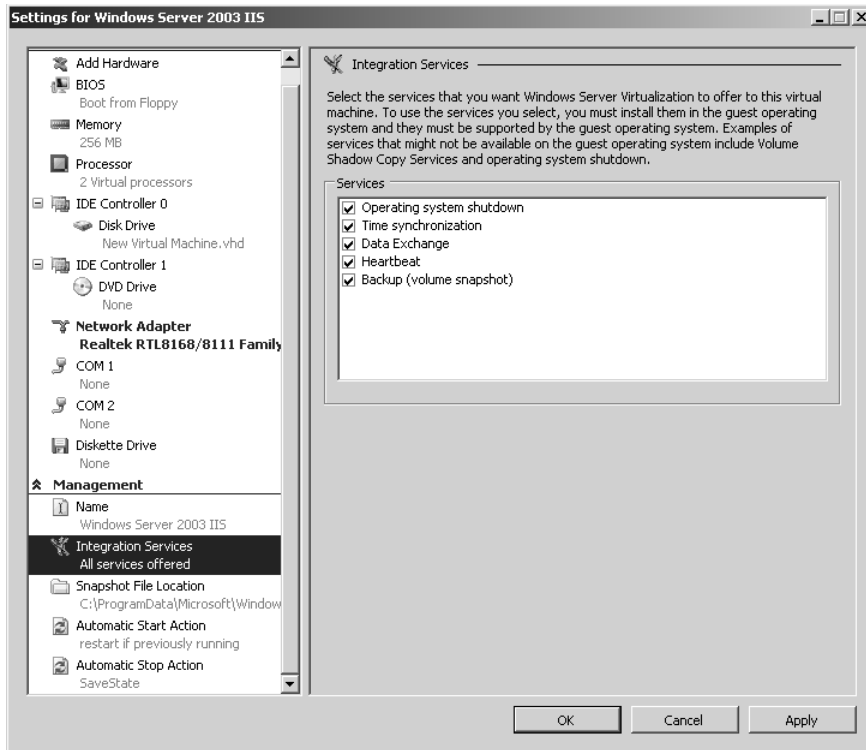 Settings for Windows Server 2003 IIS
Add Hardware
BIOS
Boot from Floppy
Memory
256 MB
Processor
2 Virtual processors
IDE Controller 0
Disk Drive
New Virtual Machine.vhd
IDE Controller 1
DVD Drive
None
Network Adapter
Realtek RTL8168/8111 Family
COM 1
None
COM 2
None
Diskette Drive
None
Management
Name
Windows Server 2003 IIS
Integration Services
All services offered
Snapshot File Location
C:\ProgramData\Microsoft\Window
Automatic Start Action
restart if previously running
Automatic Stop Action
SaveState
Integration Services
Select the services that you want Windows Server Virtualization to offer to this virtual
machine. To use the services you select, you must install them in the guest operating
system and they must be supported by the guest operating system. Examples of
services that might not be available on the guest operating system include Volume
Shadow Copy Services and operating system shutdown.
Services
Operating system shutdown
Time synchronization
Data Exchange
Heartbeat
Backup (volume snapshot)
OK
Cancel
Apply